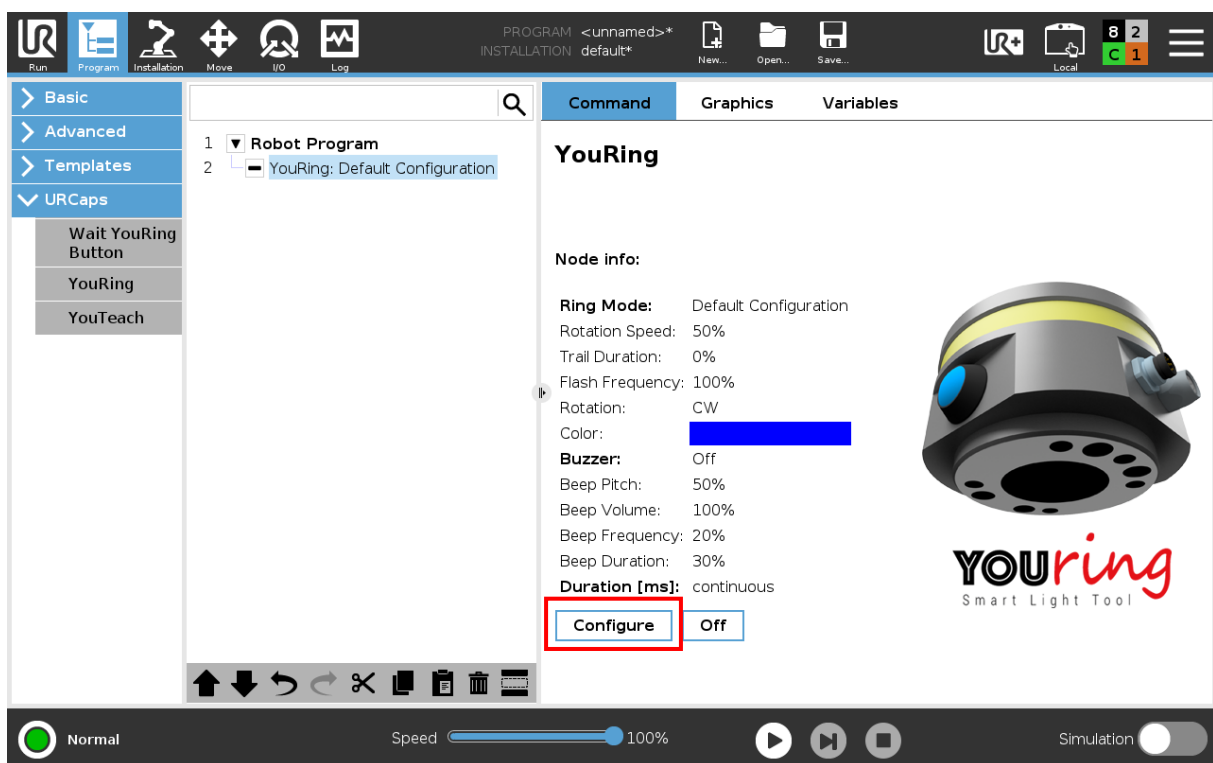 PROGRAM <unnamed>*
INSTALLATION default*
Run Program Installation Move I/O Log New... Open... Save... Local
8 2
C 1
Basic
Advanced
Templates
URCaps
Wait YouRing
Button
YouRing
YouTeach
1 Robot Program
2 YouRing: Default Configuration
Command Graphics Variables
YouRing
Node info:
Ring Mode: Default Configuration
Rotation Speed: 50%
Trail Duration: 0%
Flash Frequency: 100%
Rotation: CW
Color:
Buzzer: Off
Beep Pitch: 50%
Beep Volume: 100%
Beep Frequency: 20%
Beep Duration: 30%
Duration [ms]: continuous
Configure Off
YOUring
Smart Light Tool
Normal Speed 100% Simulation